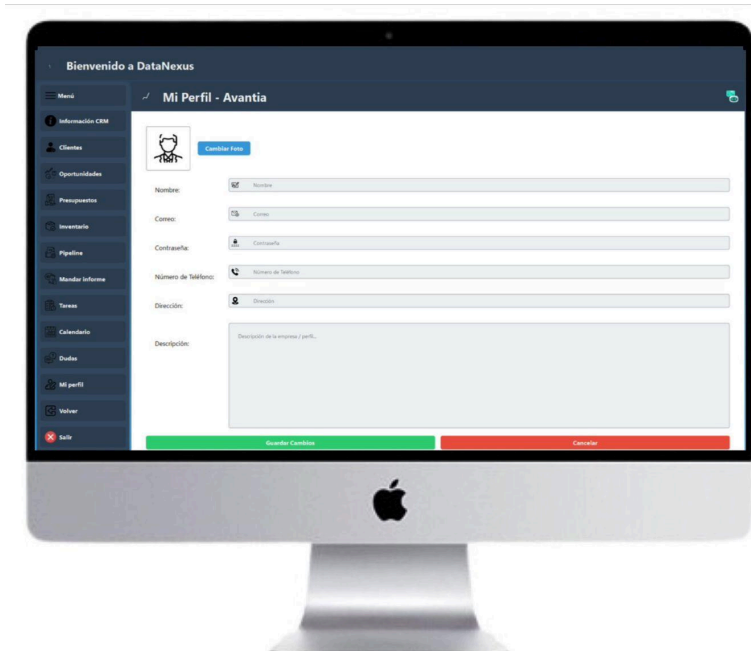 Bienvenido a DataNexus
Menú
Información CRM
Clientes
Oportunidades
Presupuestos
Inventario
Pipeline
Mandar informe
Tareas
Calendario
Dudas
Mi perfil
Volver
Salir
Mi Perfil - Avantia
Cambiar Foto
Nombre:
Nombre
Correo:
Correo
Contraseña:
Contraseña
Número de Teléfono:
Número de Teléfono
Dirección:
Dirección
Descripción:
Descripción de la empresa / perfil...
Guardar Cambios
Cancelar